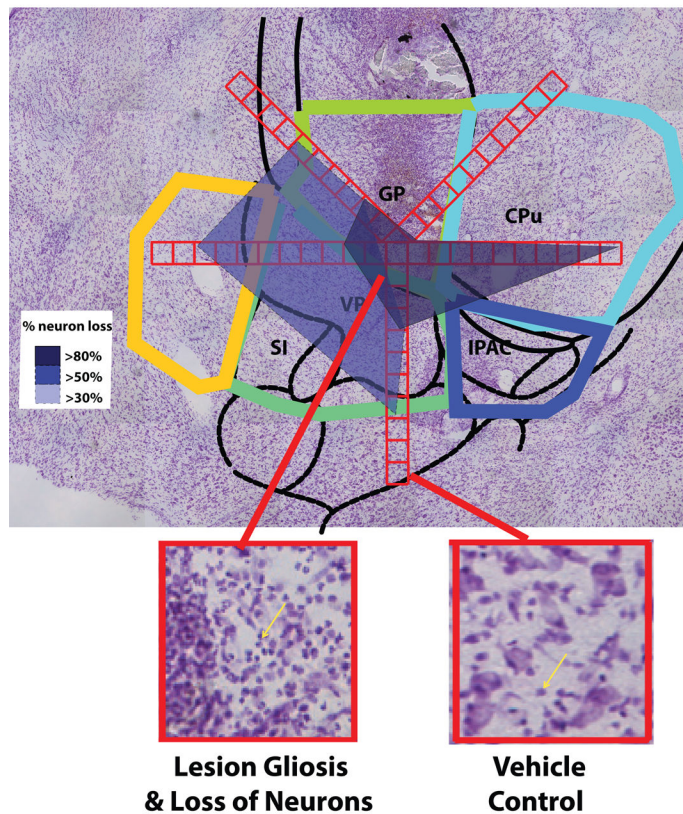 GP
CPu
VP
SI
IPAC
% neuron loss
>80%
>50%
>30%
Lesion Gliosis
& Loss of Neurons
Vehicle
Control